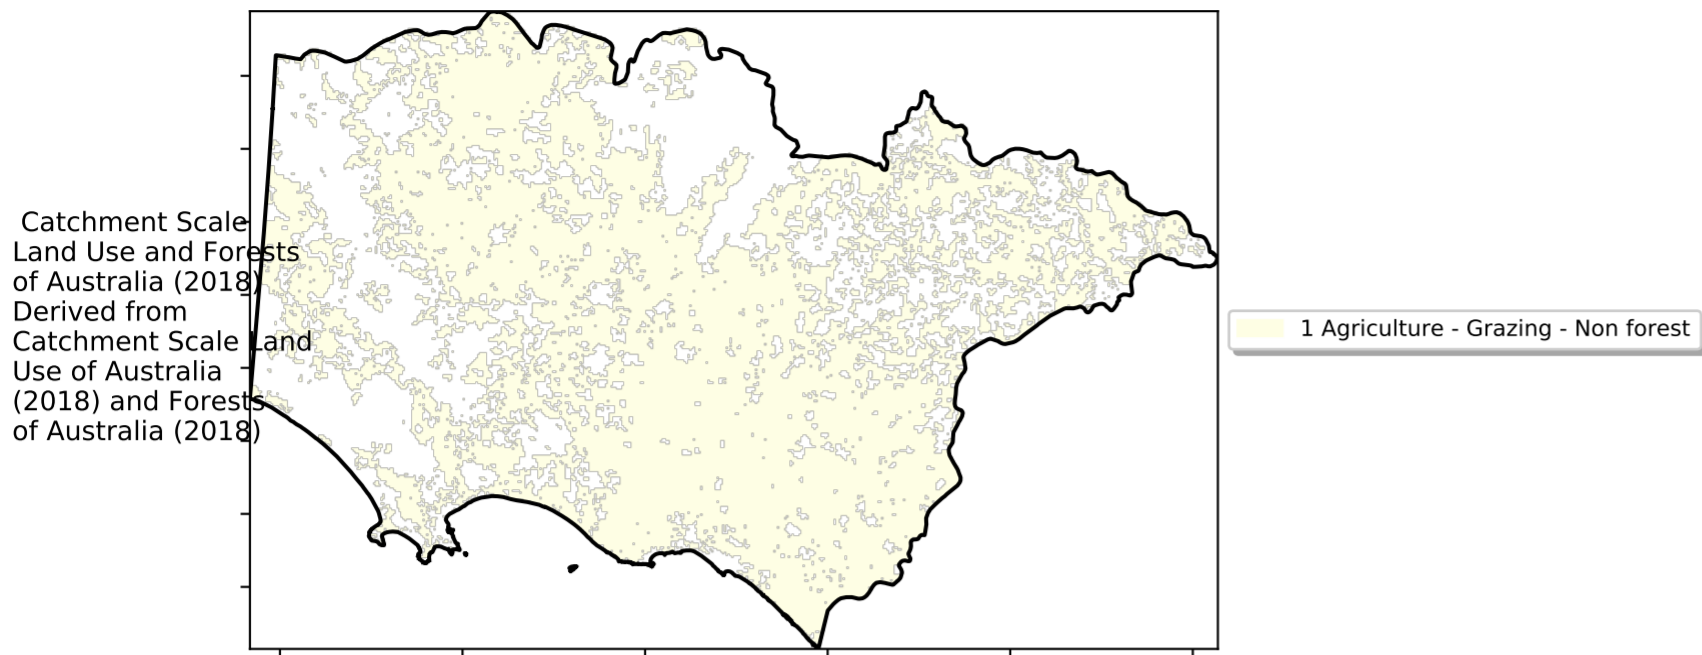 Catchment Scale
Land Use and Forests
of Australia (2018)
Derived from
Catchment Scale Land
Use of Australia
(2018) and Forests
of Australia (2018)
1 Agriculture - Grazing - Non forest